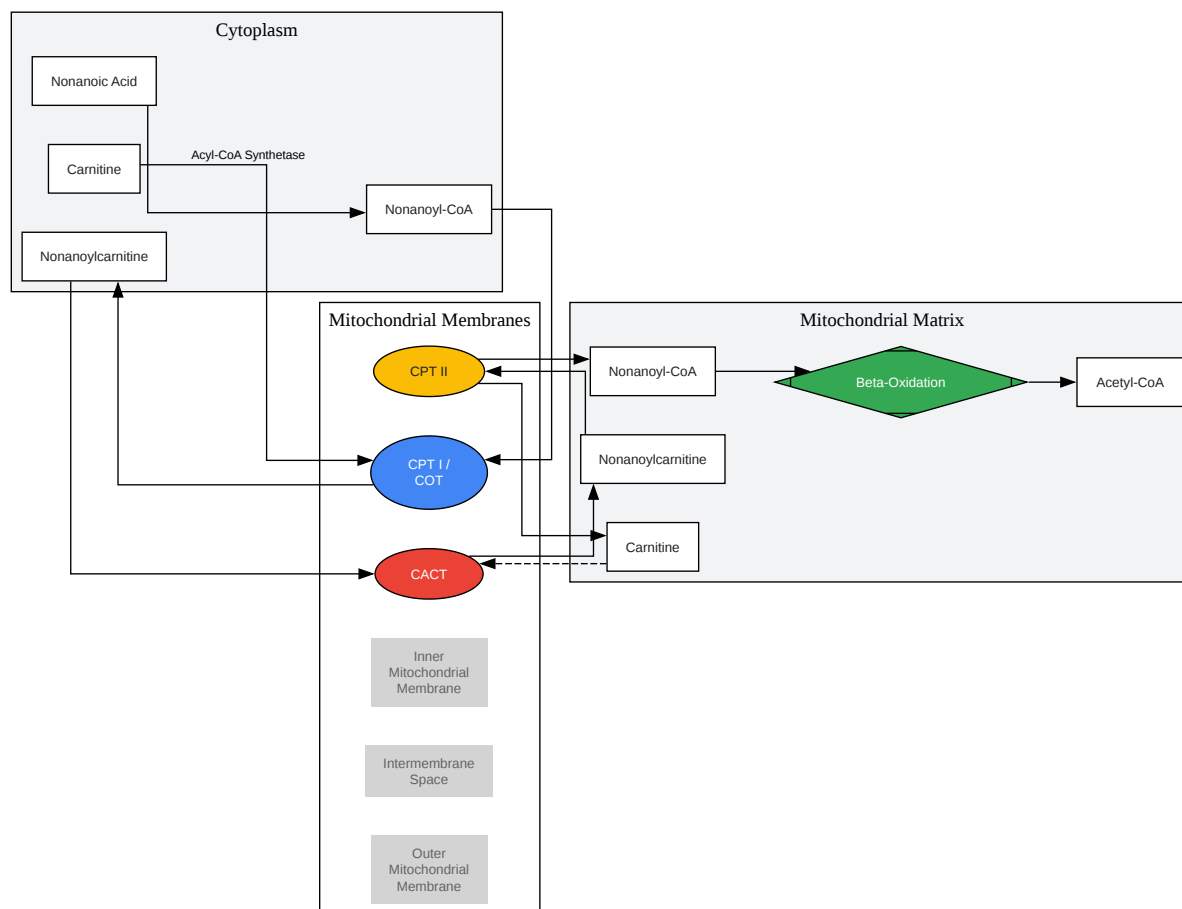 Cytoplasm
Nonanoic Acid
Carnitine
Acyl-CoA Synthetase
Nonanoyl-CoA
Nonanoylcarnitine
Mitochondrial Membranes
CPT II
CPT I /
COT
CACT
Inner
Mitochondrial
Membrane
Intermembrane
Space
Outer
Mitochondrial
Membrane
Mitochondrial Matrix
Nonanoyl-CoA
Beta-Oxidation
Acetyl-CoA
Nonanoylcarnitine
Carnitine